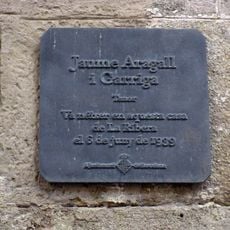 Jaume Aragall
i Garriga
Tenor
Va néixer en aquesta casa
de La Ribera
el 6 de juny de 1939
Ajuntament de Barcelona